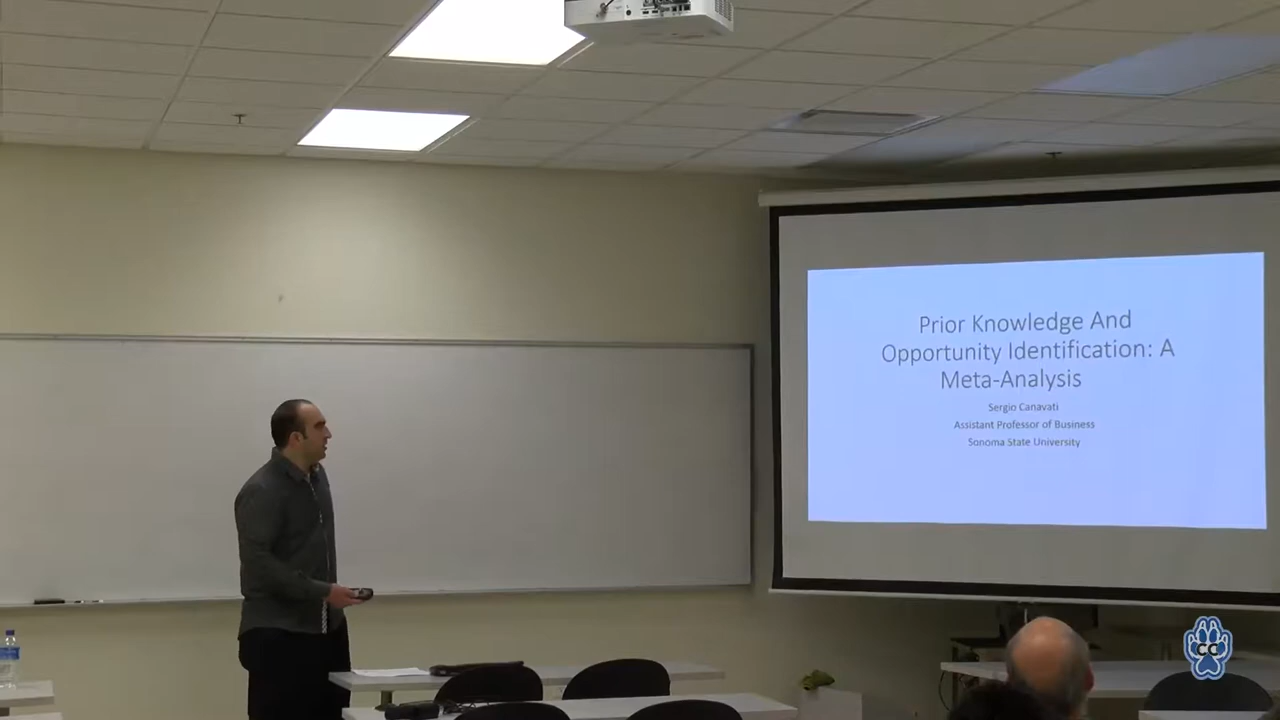 Prior Knowledge And
Opportunity Identification: A
Meta-Analysis
Sergio Canavati
Assistant Professor of Business
Sonoma State University
CC